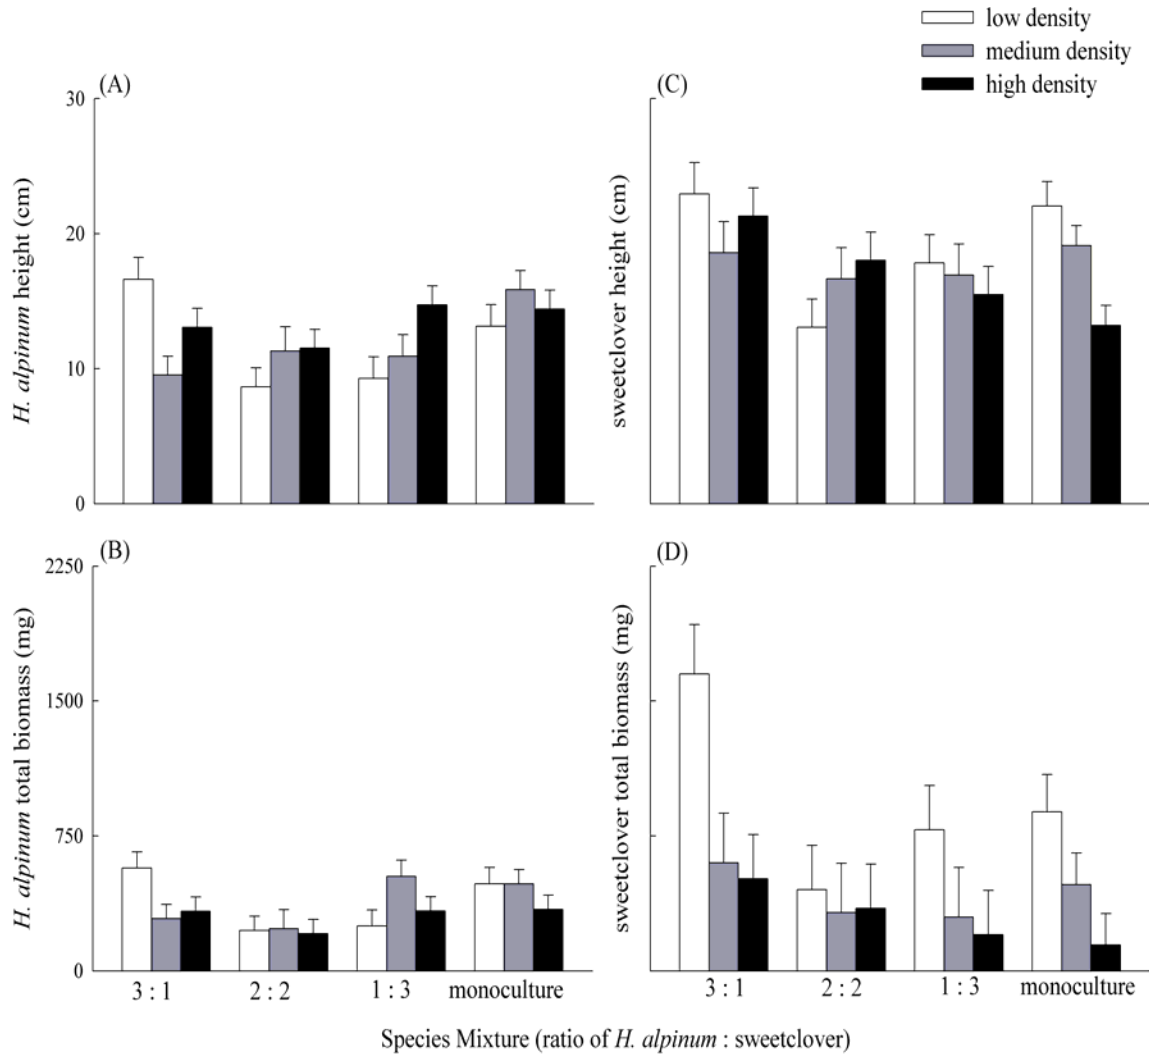 low density
medium density
high density
(A)
30
20
10
0
H. alpinum height (cm)
(C)
sweetclover height (cm)
(B)
2250
1500
750
0
H. alpinum total biomass (mg)
3 : 1
2 : 2
1 : 3
monoculture
(D)
sweetclover total biomass (mg)
3 : 1
2 : 2
1 : 3
monoculture
Species Mixture (ratio of H. alpinum : sweetclover)